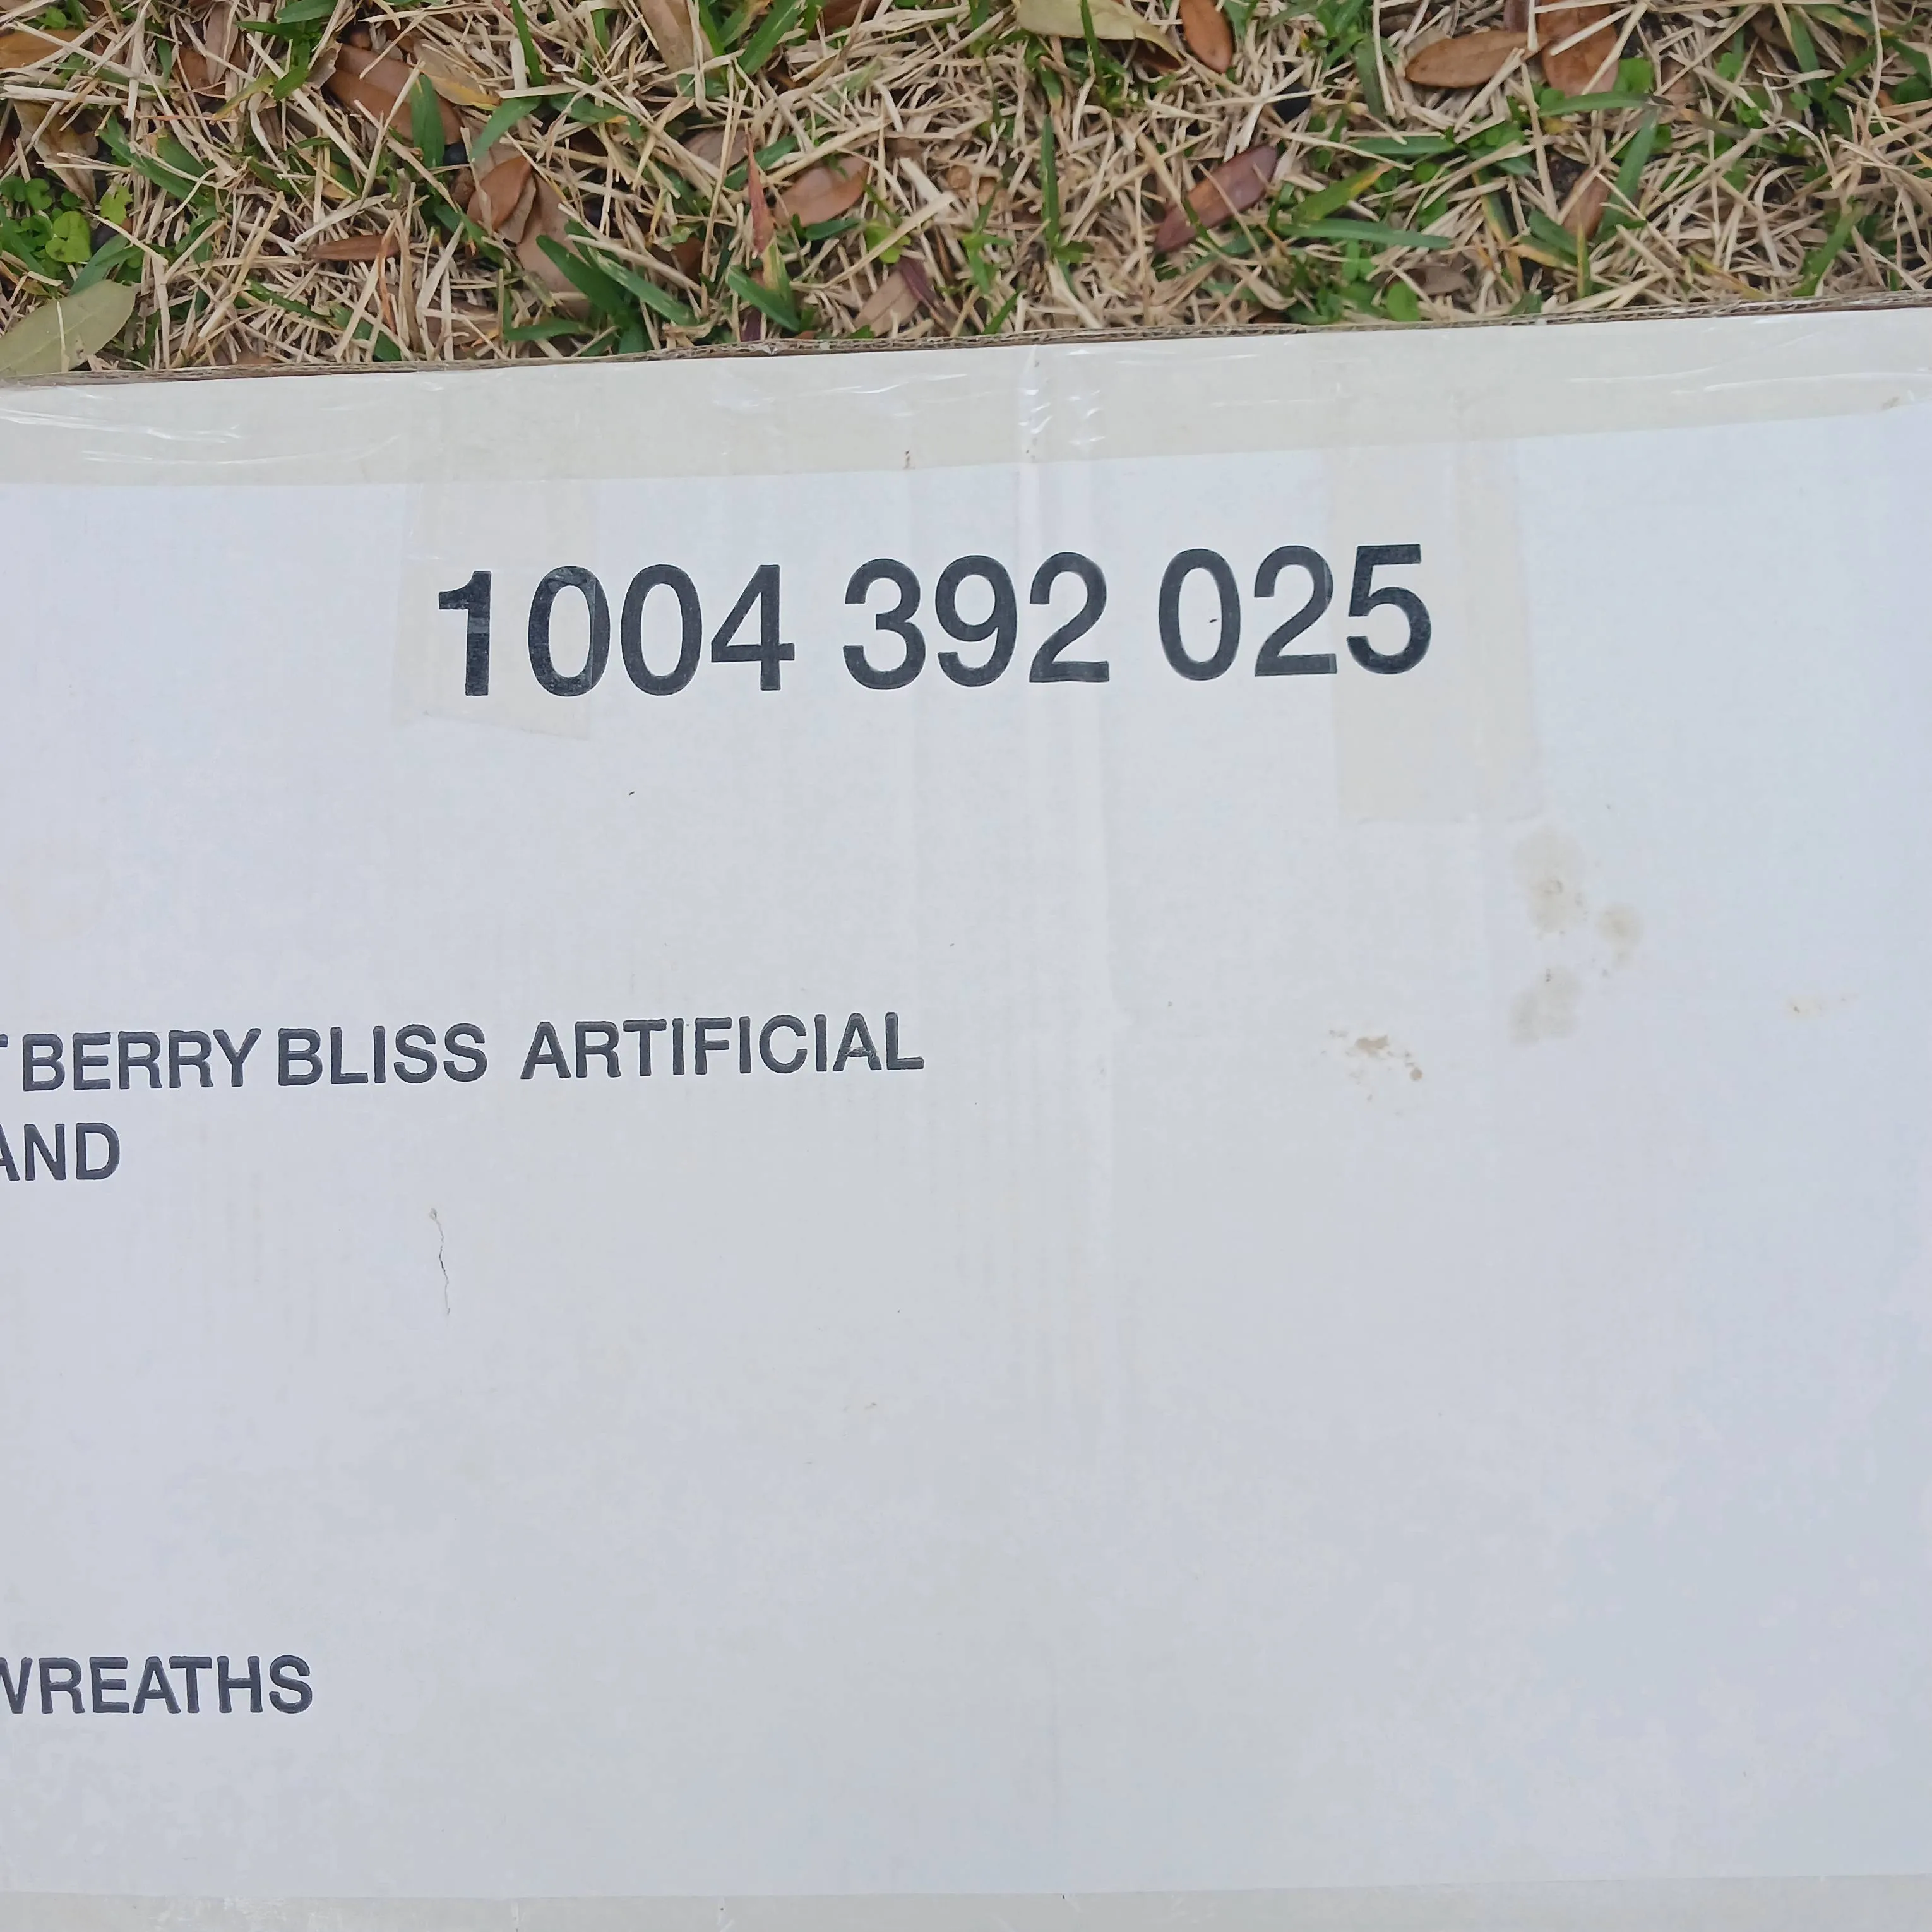 1004 392 025
BERRY BLISS ARTIFICIAL
AND
WREATHS